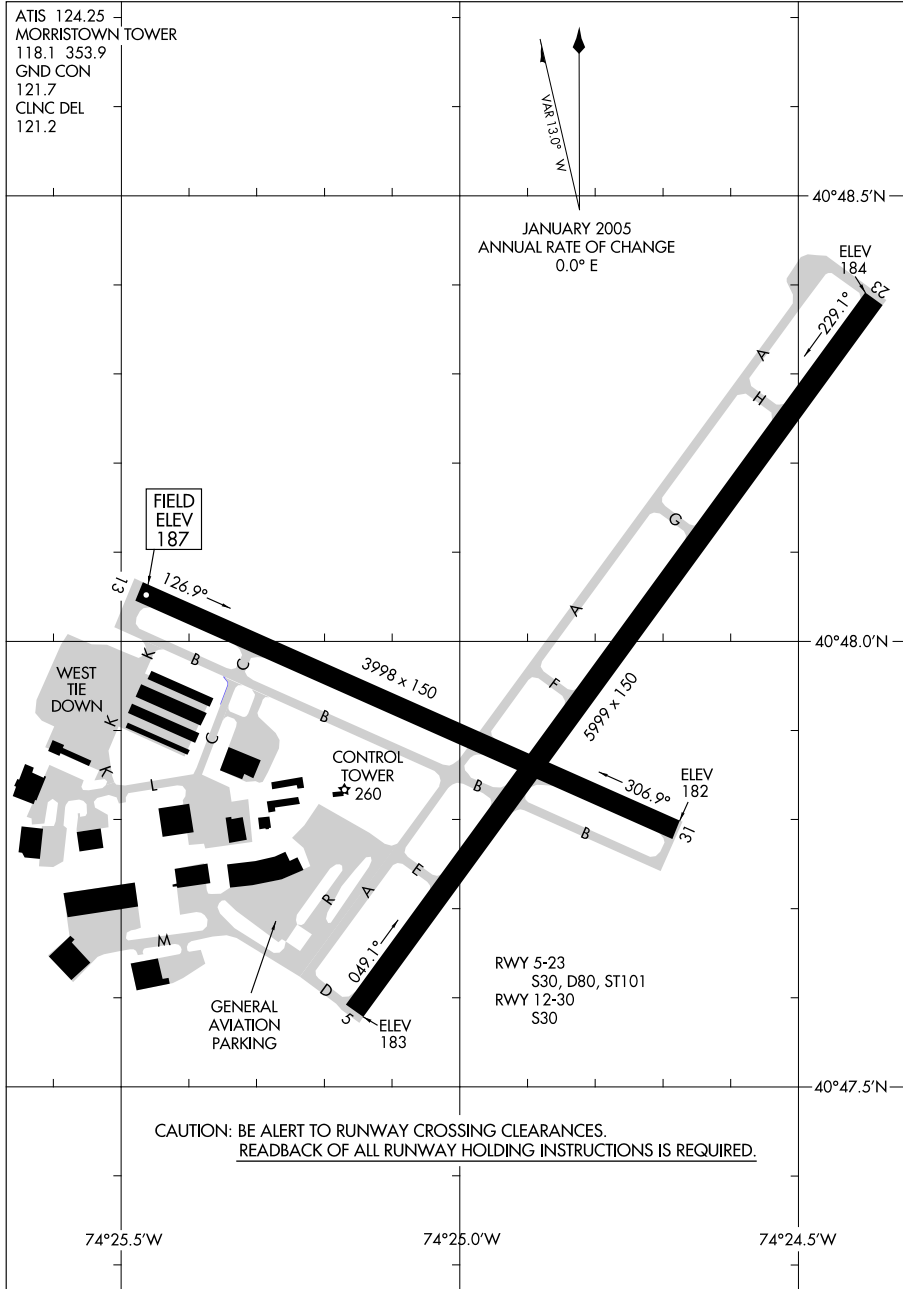 ATIS 124.25
MORRISTOWN TOWER
118.1 353.9
GND CON
121.7
CLNC DEL
121.2
VAR 13.0° W
JANUARY 2005
ANNUAL RATE OF CHANGE
0.0° E
40°48.5'N
ELEV
184
23
229.1°
A
H
G
A
FIELD
ELEV
187
13
126.9°
40°48.0'N
3998 x 150
K
B
C
WEST
TIE
DOWN
F
5999 x 150
K
B
C
CONTROL
TOWER
260
K
L
B
306.9°
ELEV
182
B
31
E
R
A
M
049.1°
D
5
ELEV
183
GENERAL
AVIATION
PARKING
RWY 5-23
S30, D80, ST101
RWY 12-30
S30
40°47.5'N
CAUTION: BE ALERT TO RUNWAY CROSSING CLEARANCES.
READBACK OF ALL RUNWAY HOLDING INSTRUCTIONS IS REQUIRED.
74°25.5'W
74°25.0'W
74°24.5'W